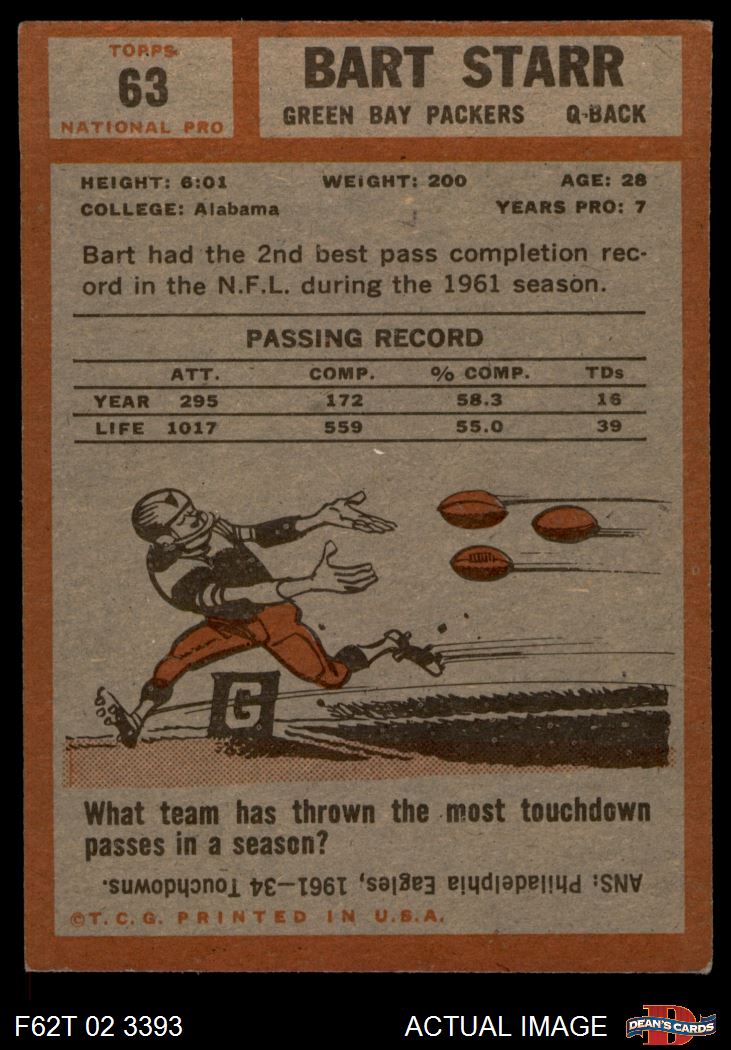 TOPPS
63
NATIONAL PRO
BART STARR
GREEN BAY PACKERS Q-BACK
HEIGHT: 6:01 WEIGHT: 200 AGE: 28
COLLEGE: Alabama YEARS PRO: 7
Bart had the 2nd best pass completion rec-
ord in the N.F.L. during the 1961 season.
PASSING RECORD
ATT. COMP. % COMP. TDs
YEAR 295 172 58.3 16
LIFE 1017 559 55.0 39
G
What team has thrown the most touchdown
passes in a season?
ANS: Philadelphia Eagles, 1961—34 Touchdowns.
©T.C.G. PRINTED IN U.S.A.
F62T 02 3393 ACTUAL IMAGE
D
DEAN'S CARDS